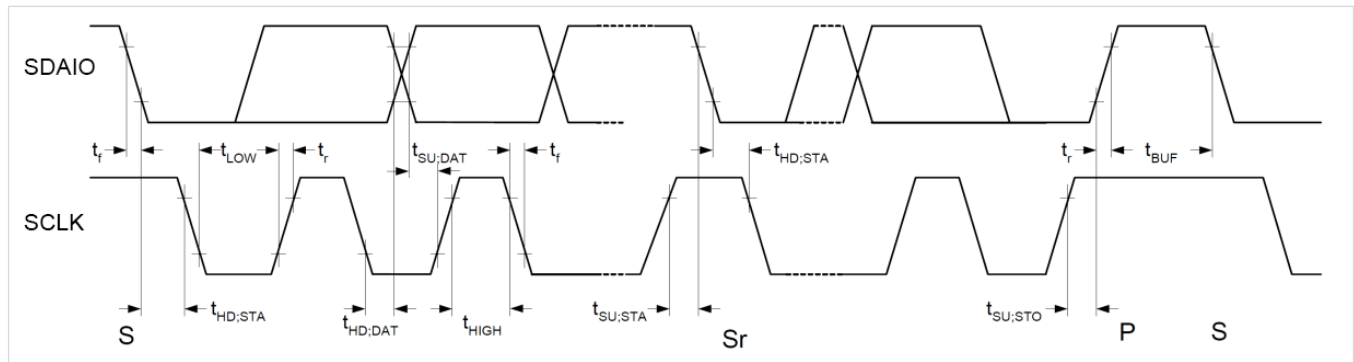 SDAIO
t_f t_LOW t_r t_SU;DAT t_f t_HD;STA t_r t_BUF
SCLK
t_HD;STA t_HD;DAT t_HIGH t_SU;STA t_SU;STO
S Sr P S